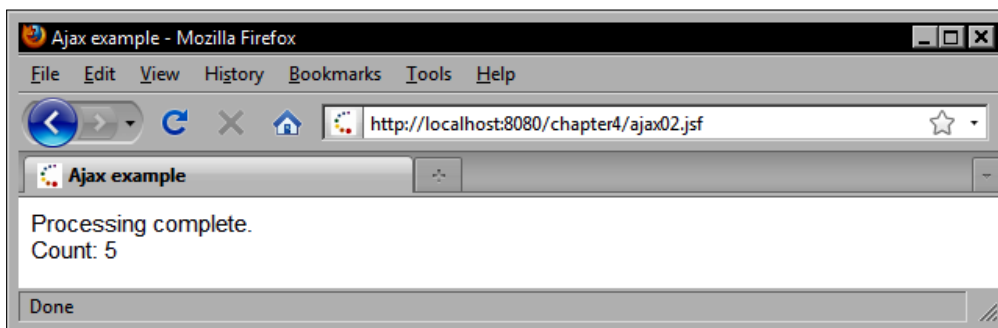 Ajax example - Mozilla Firefox
File Edit View History Bookmarks Tools Help
http://localhost:8080/chapter4/ajax02.jsf
Ajax example
Processing complete.
Count: 5
Done